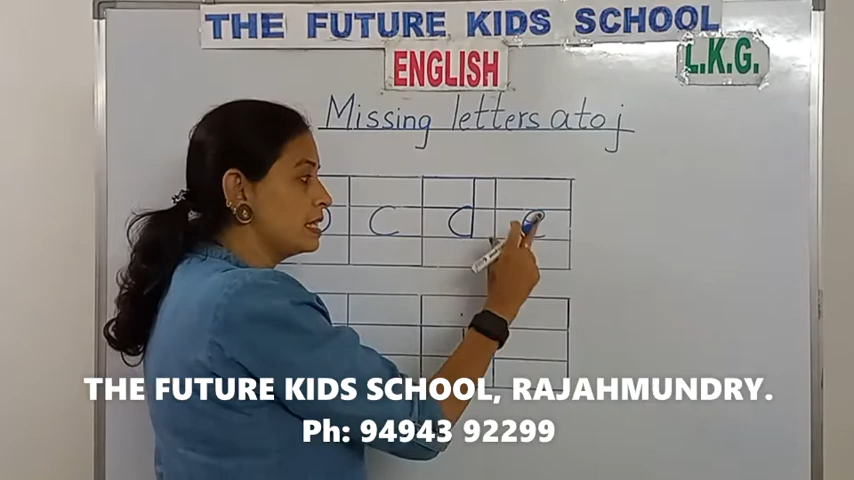 THE FUTURE KIDS SCHOOL
ENGLISH
L.K.G.
Missing letters a to j
c d e
THE FUTURE KIDS SCHOOL, RAJAHMUNDRY.
Ph: 94943 92299